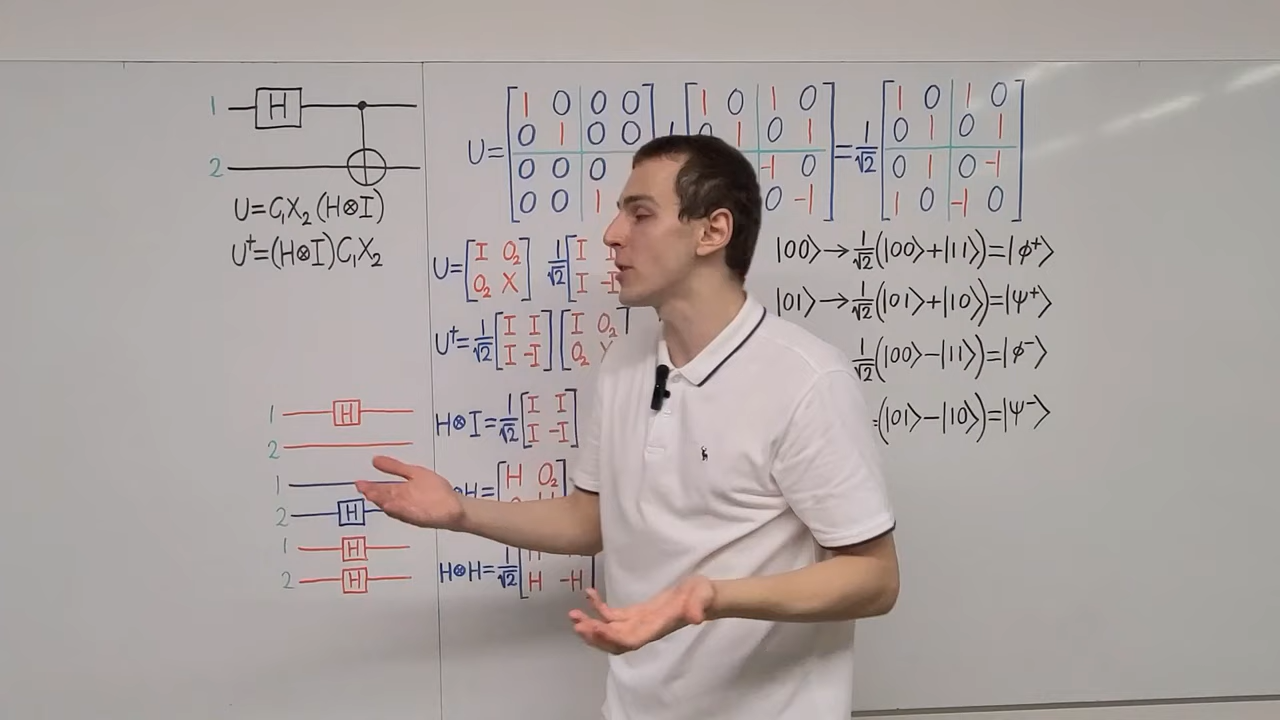 1 H
2
U=C₁X₂(H⊗I)
U†=(H⊗I)C₁X₂
1 H
2
1
2 H
1 H
2 H
U= [1 0 0 0
0 1 0 0
0 0 0
0 0 1
[1 0 1 0
1 0 1
-1 0
0 -1]
=1/√2 [1 0 1 0
0 1 0 1
0 1 0 -1
1 0 -1 0]
U=[I O₂
O₂ X] 1/√2 [I
I -I
U†=1/√2 [I I
I -I] [I O₂
O₂
H⊗I=1/√2 [I I
I -I]
H=[H O₂
H⊗H=1/√2 [
H -H]
|00⟩→1/√2(|00⟩+|11⟩)=|ϕ⁺⟩
|01⟩→1/√2(|01⟩+|10⟩)=|ψ⁺⟩
1/√2(|00⟩-|11⟩)=|ϕ⁻⟩
(|01⟩-|10⟩)=|ψ⁻⟩